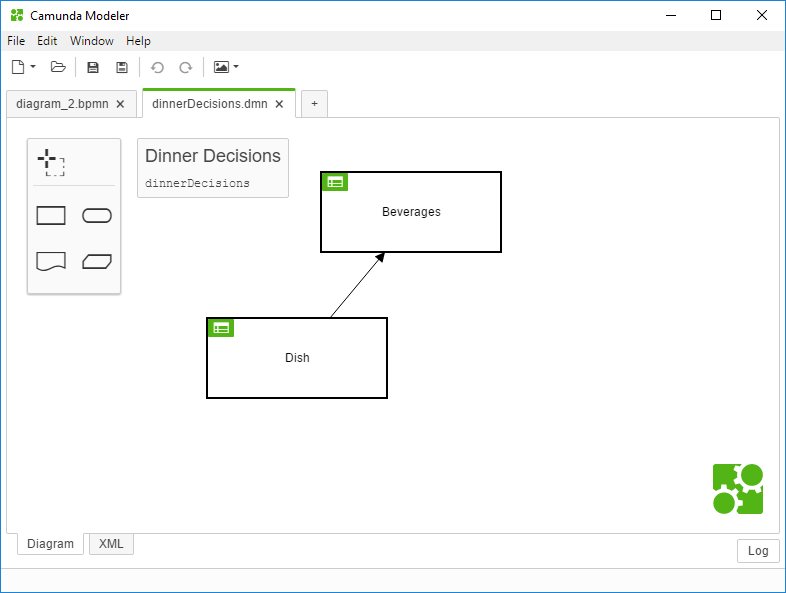 Camunda Modeler
File Edit Window Help
diagram_2.bpmn × dinnerDecisions.dmn × +
Dinner Decisions
dinnerDecisions
Beverages
Dish
Diagram XML
Log